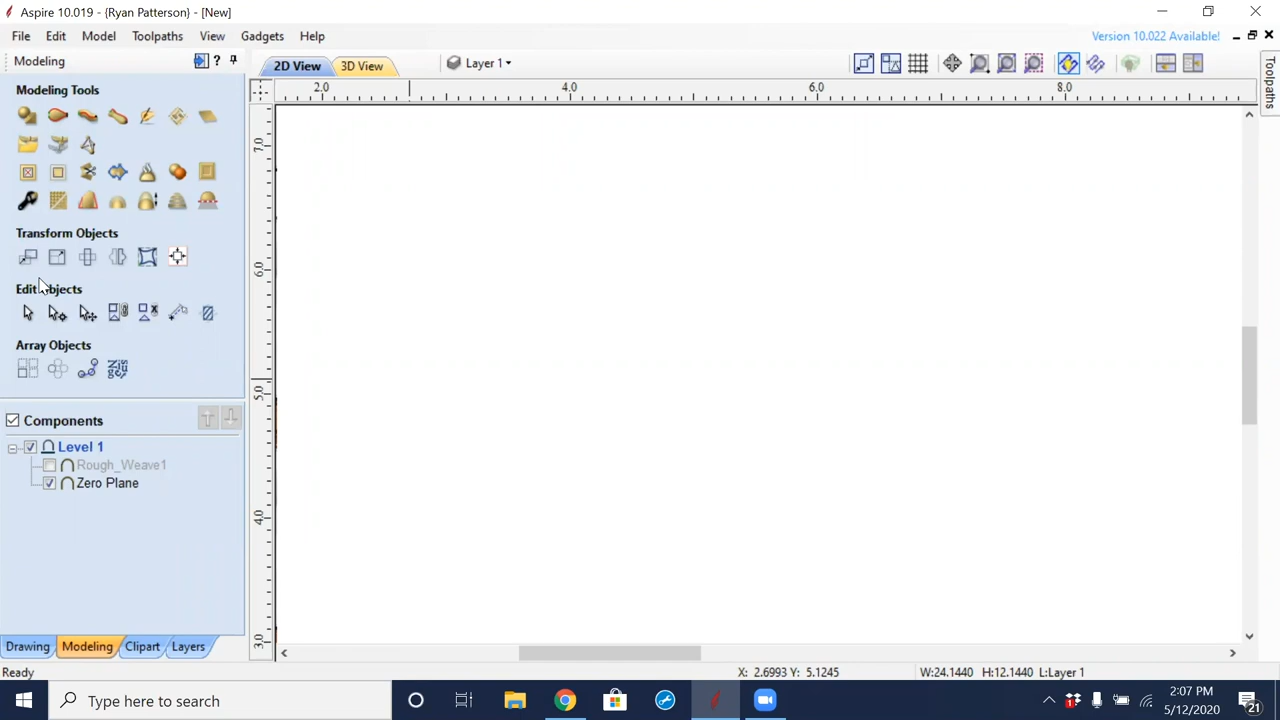 Aspire 10.019 - {Ryan Patterson} - [New]
File Edit Model Toolpaths View Gadgets Help
Version 10.022 Available!
Modeling
2D View 3D View
Layer 1
Toolpaths
Modeling Tools
2.0 4.0 6.0 8.0
7.0
6.0
5.0
4.0
3.0
Transform Objects
Edit Objects
Array Objects
Components
Level 1
Rough_Weave1
Zero Plane
Drawing Modeling Clipart Layers
Ready
X: 2.6993 Y: 5.1245
W:24.1440 H:12.1440 L:Layer 1
Type here to search
2:07 PM
5/12/2020
21